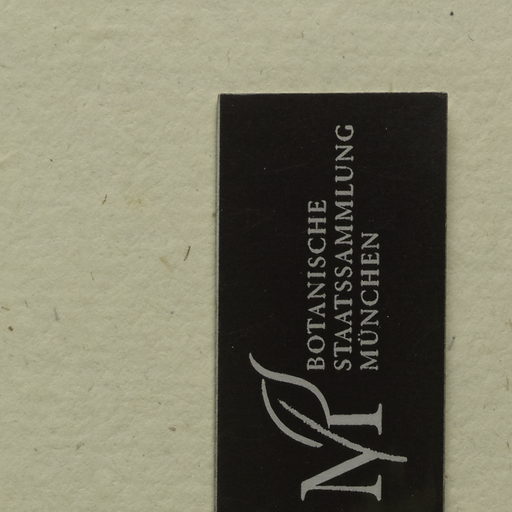 BOTANISCHE
STAATSSAMMLUNG
MÜNCHEN
M